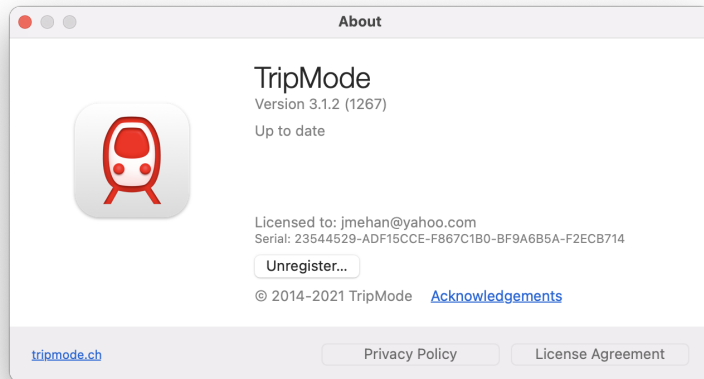 About
TripMode
Version 3.1.2 (1267)
Up to date
Licensed to: jmehan@yahoo.com
Serial: 23544529-ADF15CCE-F867C1B0-BF9A6B5A-F2ECB714
Unregister...
© 2014-2021 TripMode Acknowledgements
tripmode.ch Privacy Policy License Agreement